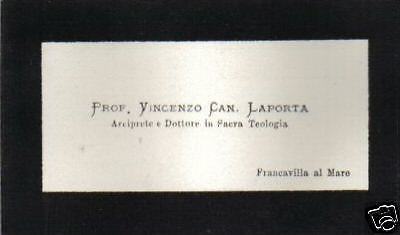 Prof. Vincenzo Can. Laporta
Arciprete e Dottore in Sacra Teologia
Francavilla al Mare